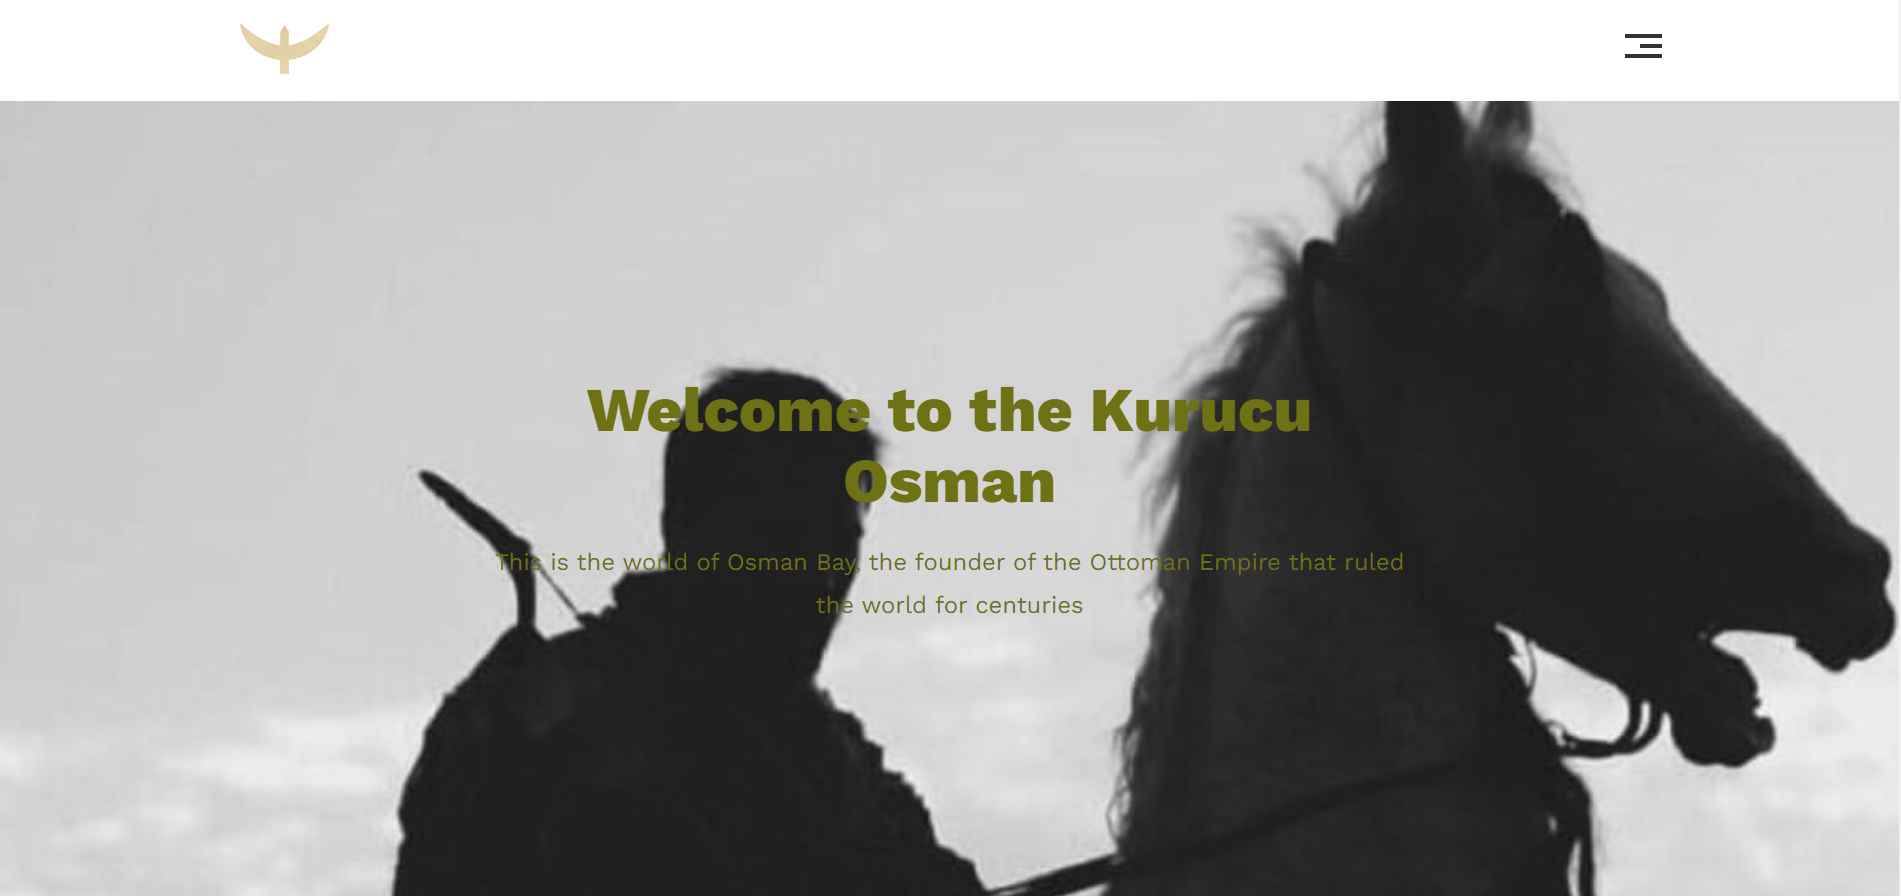 Welcome to the Kurucu
Osman
This is the world of Osman Bay, the founder of the Ottoman Empire that ruled
the world for centuries